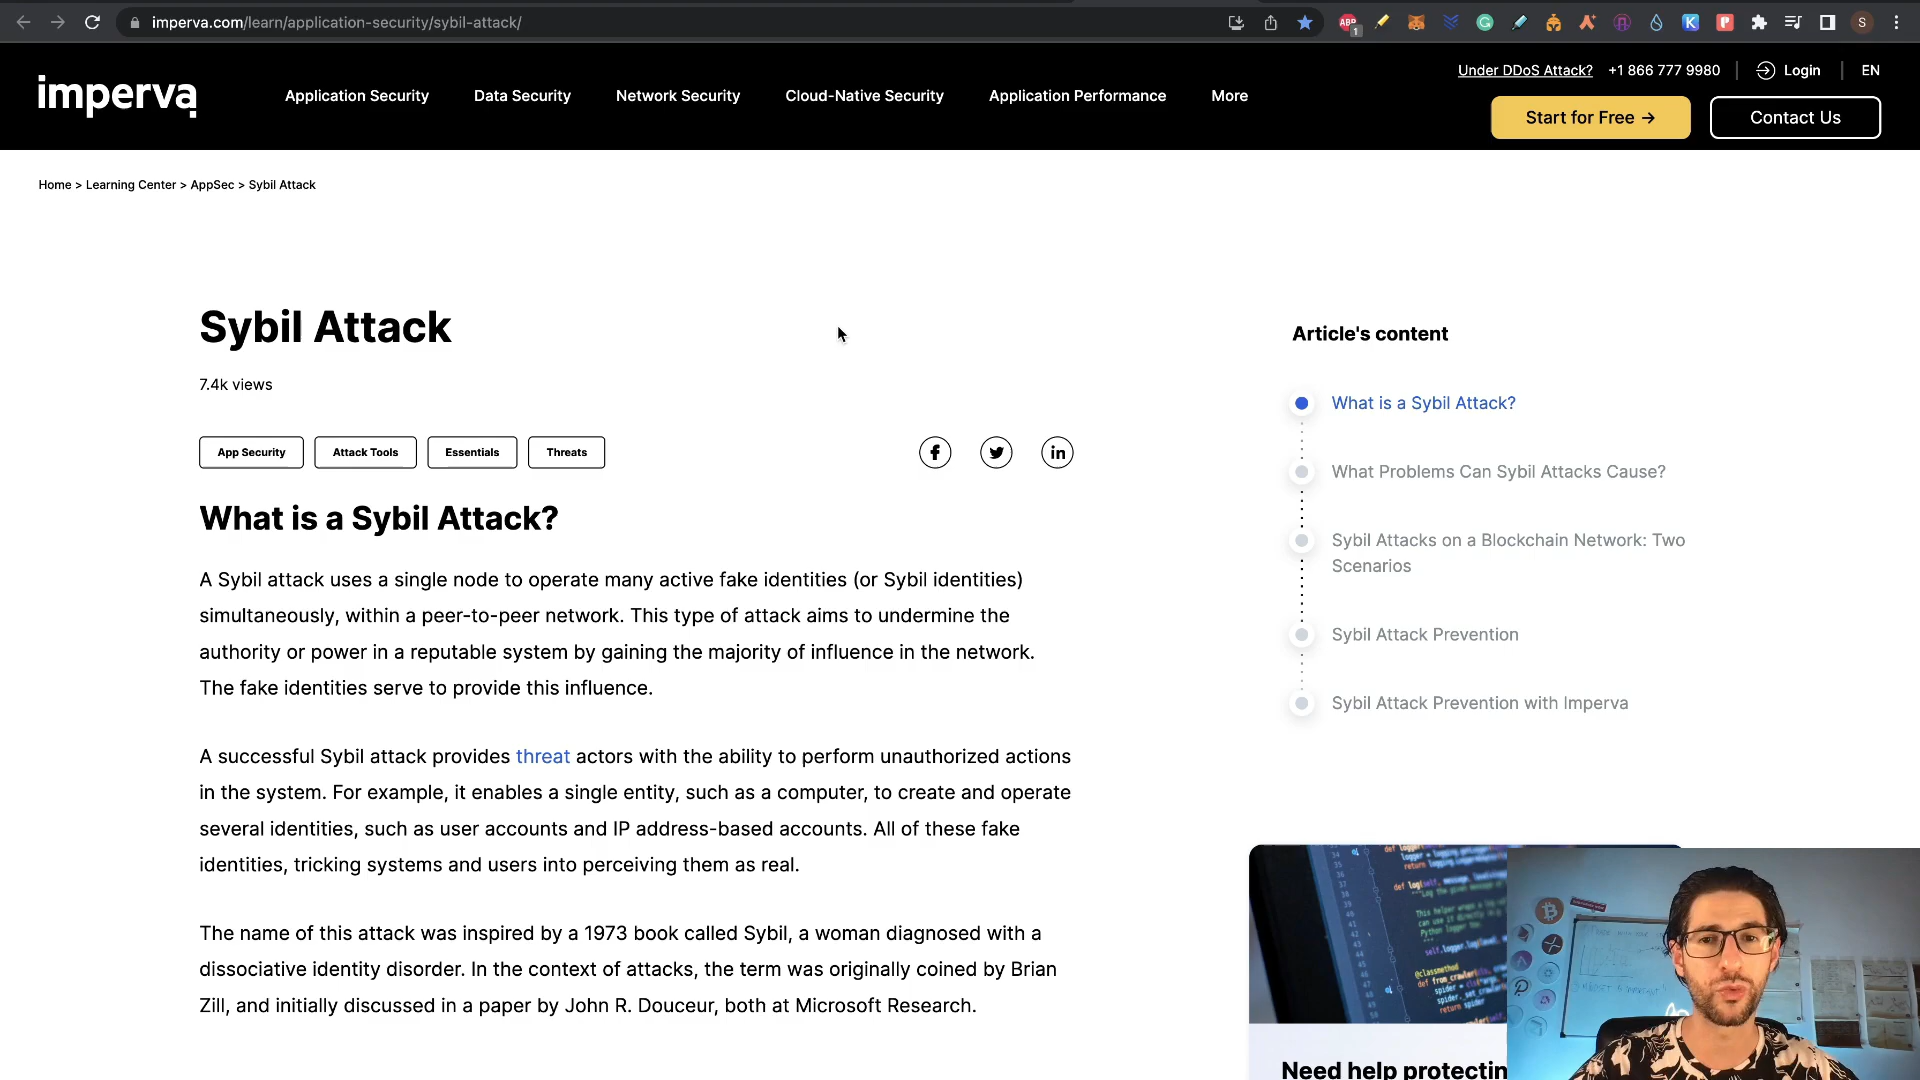 imperva.com/learn/application-security/sybil-attack/
ABP
1
S
Under DDoS Attack?
+1 866 777 9980
Login
EN
imperva
Application Security
Data Security
Network Security
Cloud-Native Security
Application Performance
More
Start for Free →
Contact Us
Home > Learning Center > AppSec > Sybil Attack
Sybil Attack
7.4k views
App Security
Attack Tools
Essentials
Threats
What is a Sybil Attack?
A Sybil attack uses a single node to operate many active fake identities (or Sybil identities)
simultaneously, within a peer-to-peer network. This type of attack aims to undermine the
authority or power in a reputable system by gaining the majority of influence in the network.
The fake identities serve to provide this influence.
A successful Sybil attack provides threat actors with the ability to perform unauthorized actions
in the system. For example, it enables a single entity, such as a computer, to create and operate
several identities, such as user accounts and IP address-based accounts. All of these fake
identities, tricking systems and users into perceiving them as real.
The name of this attack was inspired by a 1973 book called Sybil, a woman diagnosed with a
dissociative identity disorder. In the context of attacks, the term was originally coined by Brian
Zill, and initially discussed in a paper by John R. Douceur, both at Microsoft Research.
Article's content
What is a Sybil Attack?
What Problems Can Sybil Attacks Cause?
Sybil Attacks on a Blockchain Network: Two
Scenarios
Sybil Attack Prevention
Sybil Attack Prevention with Imperva
@classmethod
Need help protectin